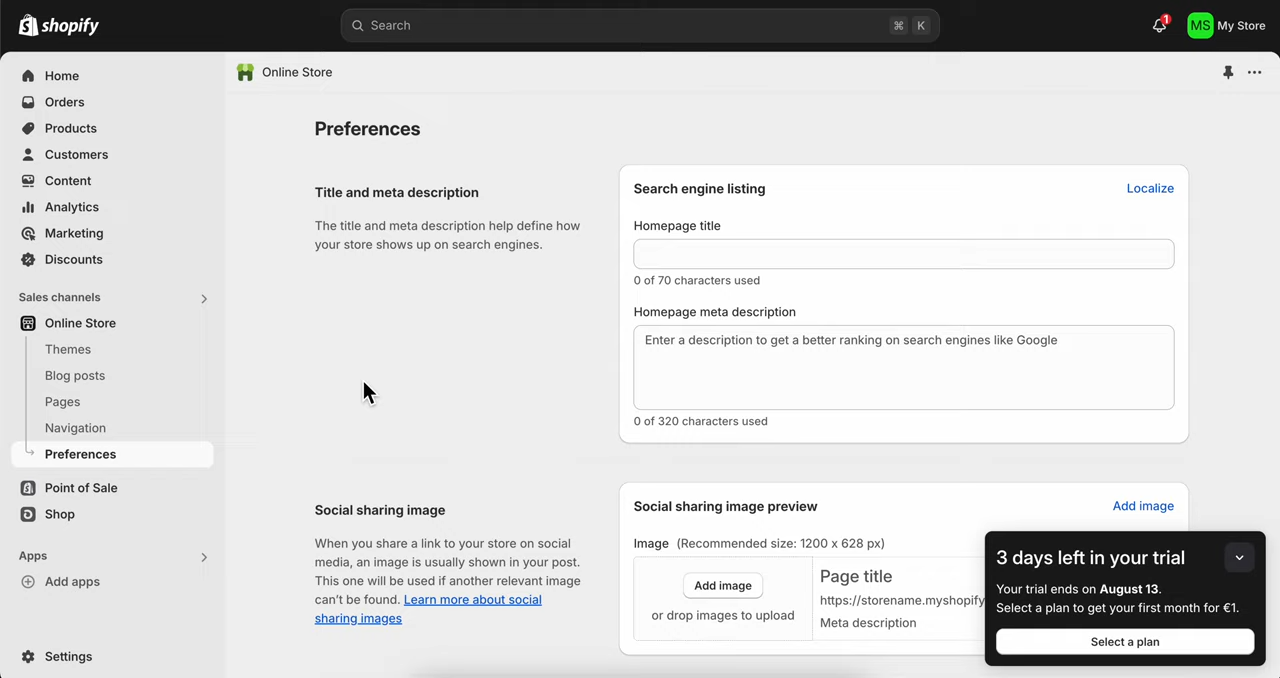 shopify
Search
⌘ K
1
MS My Store
Home
Orders
Products
Customers
Content
Analytics
Marketing
Discounts
Sales channels
Online Store
Themes
Blog posts
Pages
Navigation
Preferences
Point of Sale
Shop
Apps
Add apps
Settings
Online Store
Preferences
Title and meta description
The title and meta description help define how
your store shows up on search engines.
Search engine listing
Localize
Homepage title
0 of 70 characters used
Homepage meta description
Enter a description to get a better ranking on search engines like Google
0 of 320 characters used
Social sharing image
When you share a link to your store on social
media, an image is usually shown in your post.
This one will be used if another relevant image
can’t be found. Learn more about social
sharing images
Social sharing image preview
Add image
Image (Recommended size: 1200 x 628 px)
Add image
or drop images to upload
Page title
https://storename.myshopify
Meta description
3 days left in your trial
Your trial ends on August 13.
Select a plan to get your first month for €1.
Select a plan